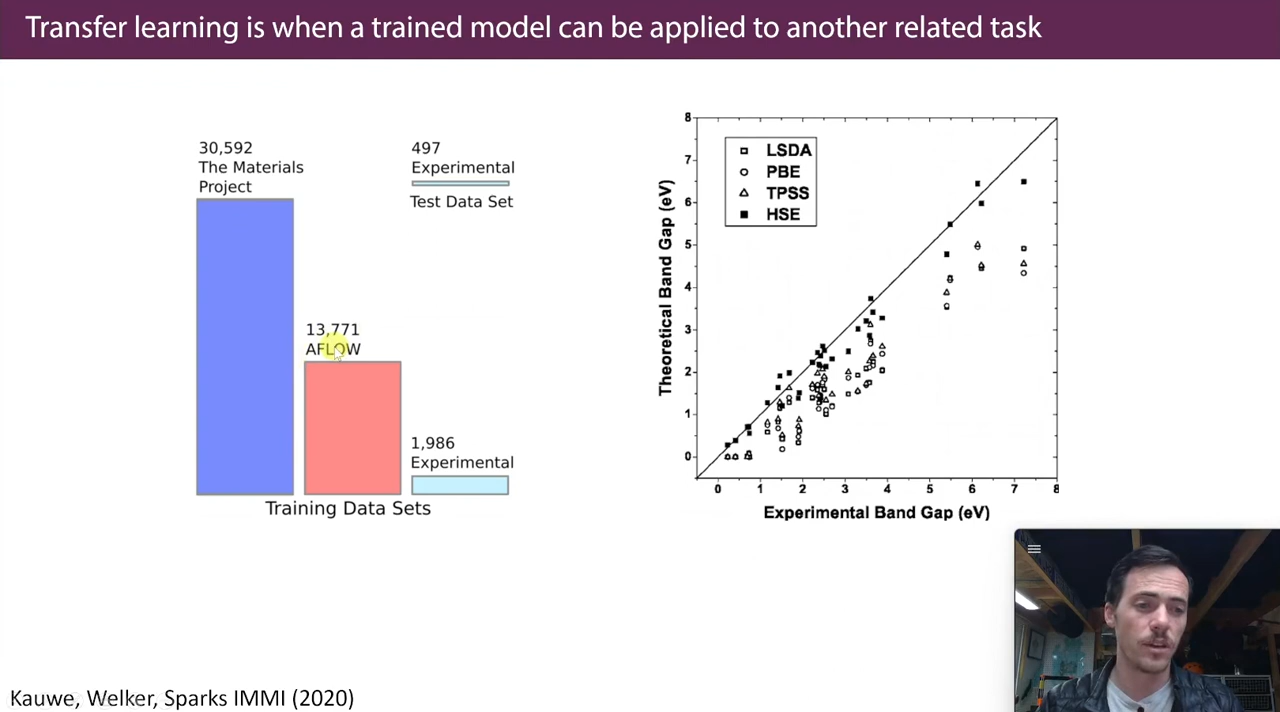 Transfer learning is when a trained model can be applied to another related task
30,592
The Materials
Project
497
Experimental
Test Data Set
13,771
AFLOW
1,986
Experimental
Training Data Sets
8
7
6
5
4
3
2
1
0
Theoretical Band Gap (eV)
LSDA
PBE
TPSS
HSE
0 1 2 3 4 5 6 7 8
Experimental Band Gap (eV)
Kauwe, Welker, Sparks IMMI (2020)